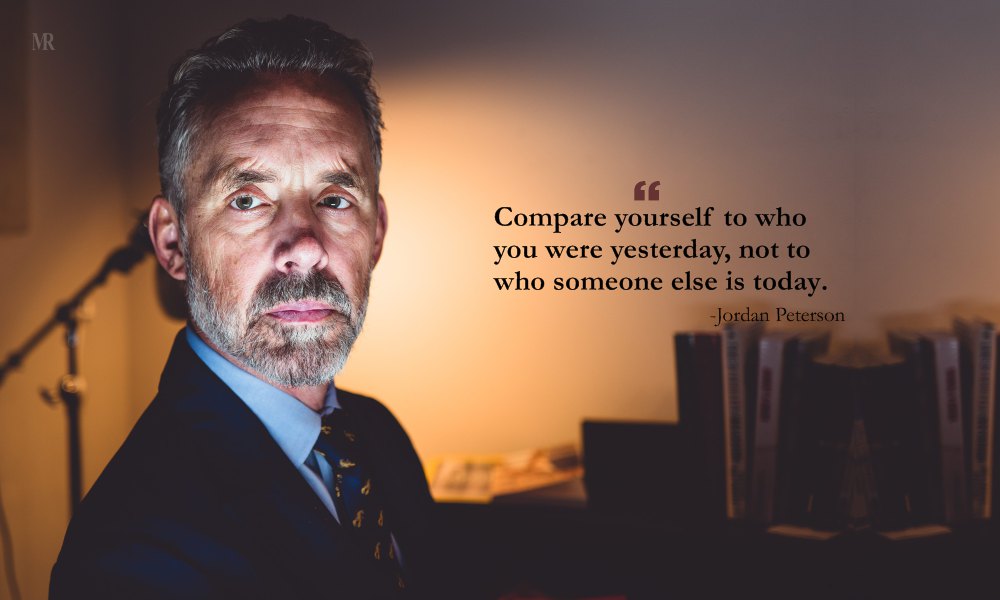 MR
“
Compare yourself to who
you were yesterday, not to
who someone else is today.
-Jordan Peterson